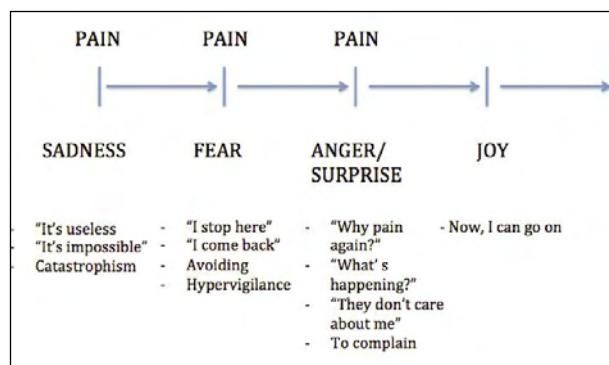 PAIN PAIN PAIN
SADNESS FEAR ANGER/ SURPRISE JOY
- "It's useless
- "It's impossible"
- Catastrophism
- "I stop here"
- "I come back"
- Avoiding
- Hypervigilance
- "Why pain
again?"
- "What' s
happening?"
- "They don't care
about me"
- To complain
- Now, I can go on